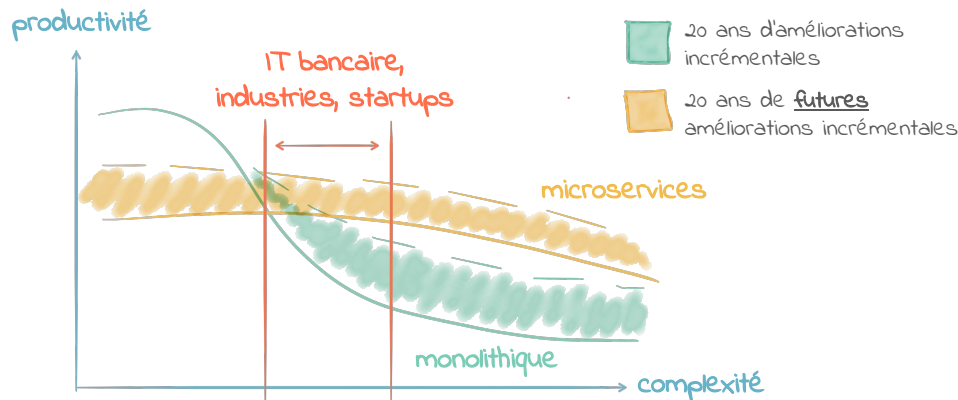 productivité
IT bancaire,
industries, startups
20 ans d'améliorations
incrémentales
20 ans de futures
améliorations incrémentales
microservices
monolithique
complexité